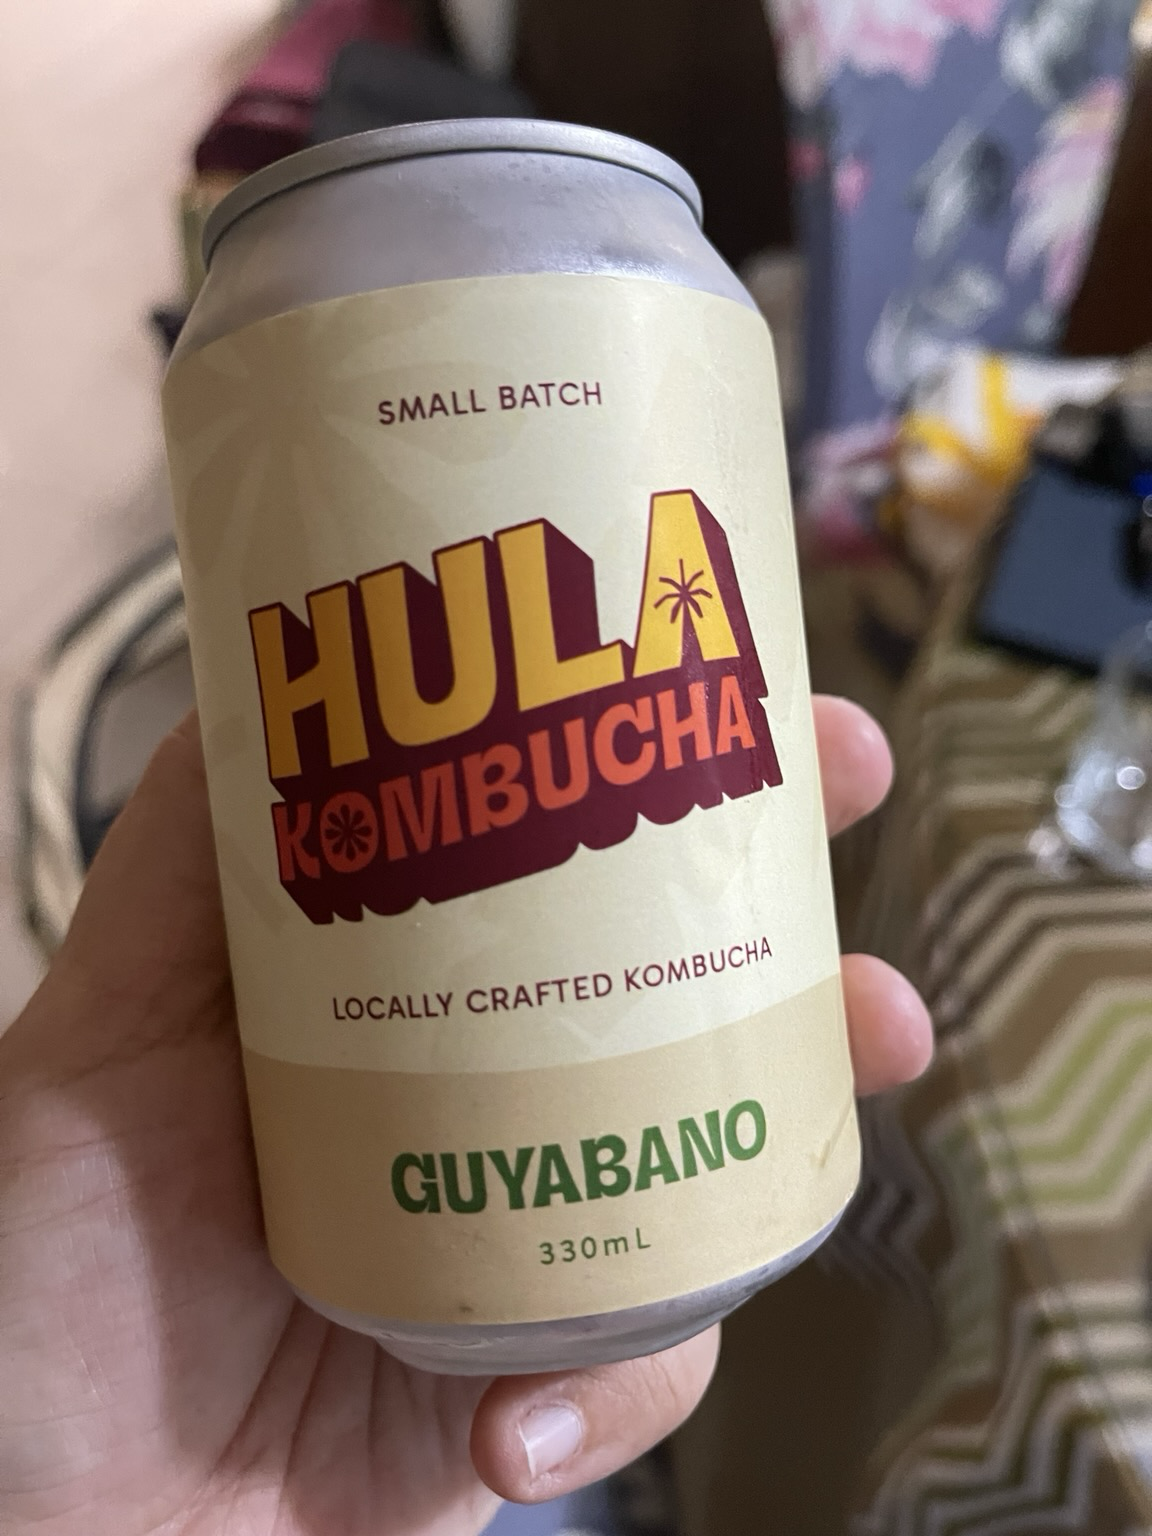 SMALL BATCH
HULA
KOMBUCHA
LOCALLY CRAFTED KOMBUCHA
GUYABANO
330mL